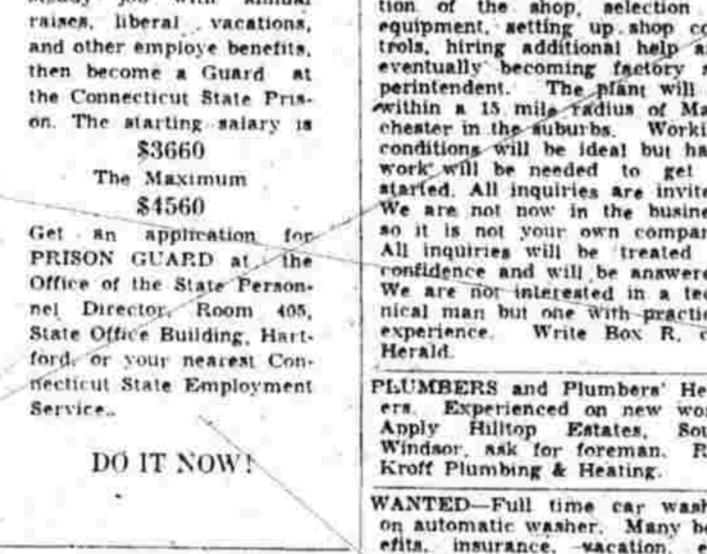 raises, liberal vacations,
and other employe benefits,
then become a Guard at
the Connecticut State Pris-
on. The starting salary is
$3660
The Maximum
$4560
Get an application for
PRISON GUARD at the
Office of the State Person-
nel Director, Room 405,
State Office Building, Hart-
ford, or your nearest Con-
necticut State Employment
Service..
DO IT NOW!
tion of the shop, selection
equipment, setting up shop co
trols, hiring additional help a
eventually becoming factory s
perintendent. The plant will
within a 15 mile radius of Ma
chester in the suburbs. Worki
conditions will be ideal but ha
work will be needed to get
started. All inquiries are invite
We are not now in the busine
so it is not your own compan
All inquiries will be treated
confidence and will be answere
We are not interested in a tec
nical man but one with practic
experience. Write Box R, c
Herald.
PLUMBERS and Plumbers' He
ers. Experienced on new wo
Apply Hilltop Estates, Sou
Windsor, ask for foreman. R
Kroff Plumbing & Heating.
WANTED—Full time car wash
on automatic washer. Many be
efits, insurance, vacation, e